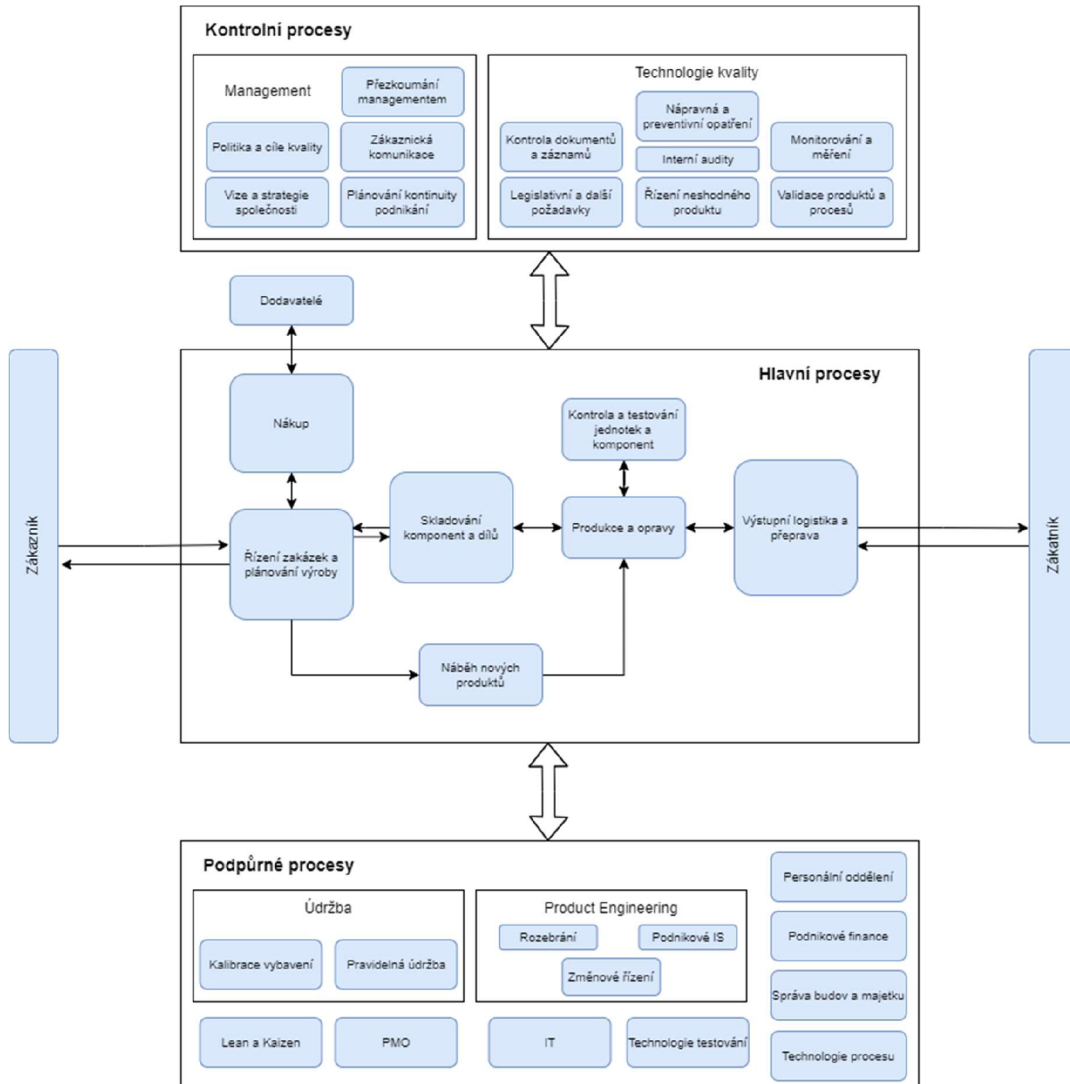 Kontrolní procesy
Management
Přezkoumání
managementem
Politika a cíle kvality
Zákaznická
komunikace
Vize a strategie
společnosti
Plánování kontinuity
podnikání
Technologie kvality
Nápravná a
preventivní opatření
Kontrola dokumentů
a záznamů
Interní audity
Monitorování a
měření
Legislativní a další
požadavky
Řízení neshodného
produktu
Validace produktů a
procesů
Dodavatelé
Hlavní procesy
Nákup
Kontrola a testování
jednotek a
komponent
Zákazník
Řízení zakázek a
plánování výroby
Skladování
komponent a dílů
Produkce a opravy
Výstupní logistika a
přeprava
Zákatník
Náběh nových
produktů
Podpůrné procesy
Údržba
Kalibrace vybavení
Pravidelná údržba
Product Engineering
Rozebrání
Podnikové IS
Změnové řízení
Personální oddělení
Podnikové finance
Správa budov a majetku
Technologie procesu
Lean a Kaizen
PMO
IT
Technologie testování